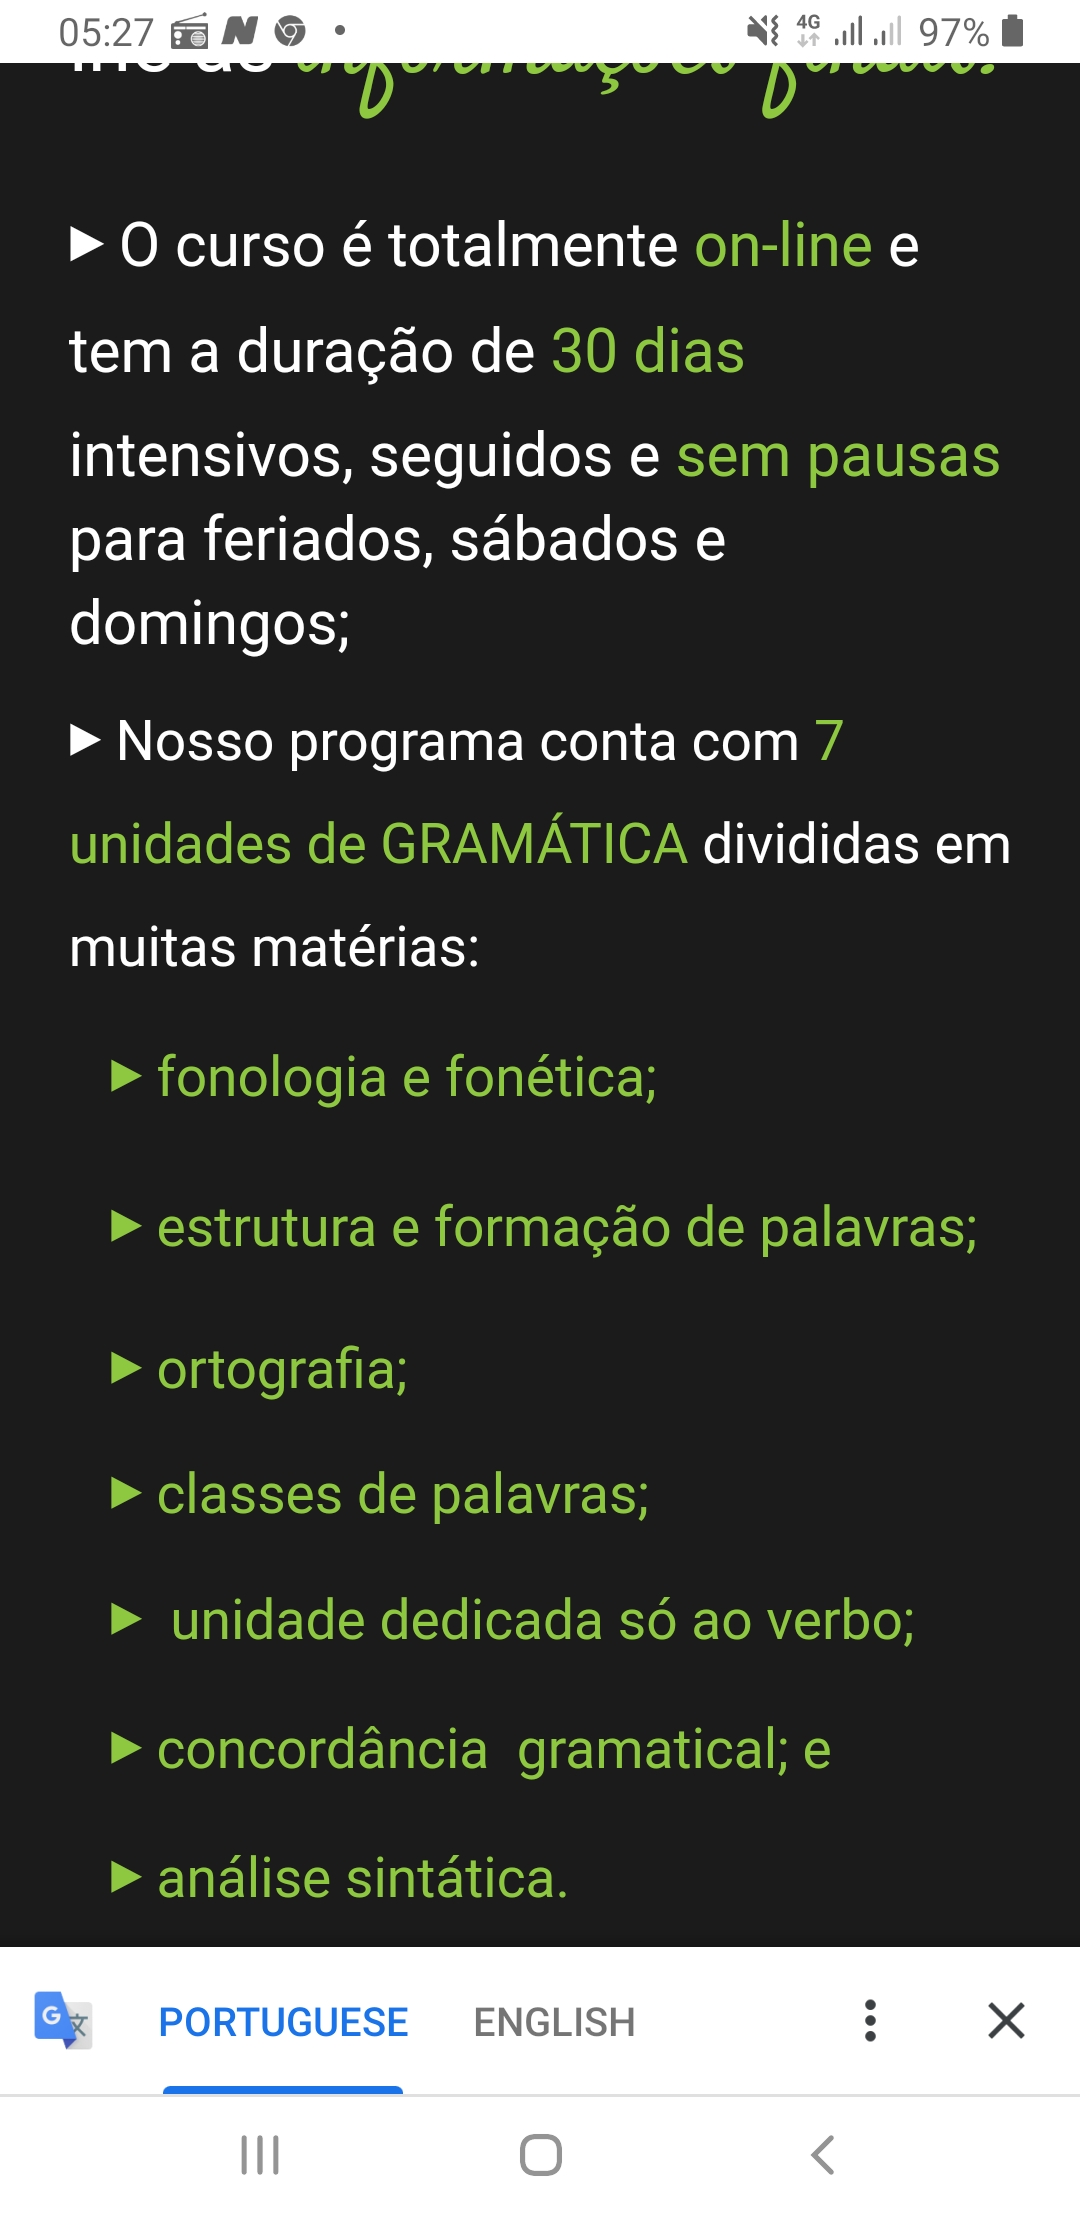 05:27
4G
97%
▶ O curso é totalmente on-line e
tem a duração de 30 dias
intensivos, seguidos e sem pausas
para feriados, sábados e
domingos;
▶ Nosso programa conta com 7
unidades de GRAMÁTICA divididas em
muitas matérias:
▶ fonologia e fonética;
▶ estrutura e formação de palavras;
▶ ortografia;
▶ classes de palavras;
▶ unidade dedicada só ao verbo;
▶ concordância  gramatical; e
▶ análise sintática.
G 文 PORTUGUESE ENGLISH